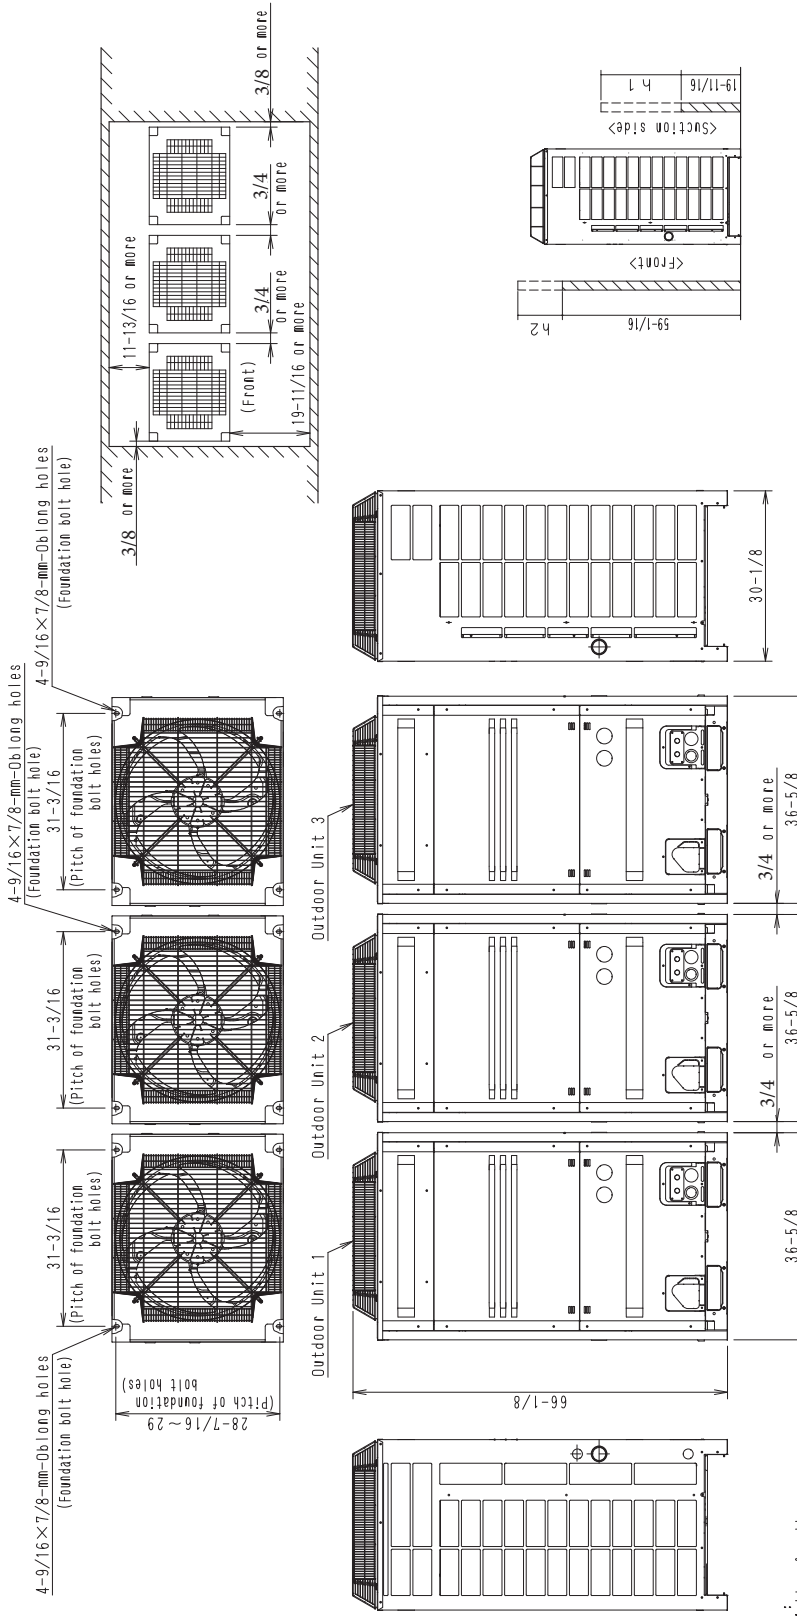 4-9/16×7/8-mm-Oblong holes
(Foundation bolt hole)
4-9/16×7/8-mm-Oblong holes
(Foundation bolt hole)
4-9/16×7/8-mm-Oblong holes
(Foundation bolt hole)
31-3/16
(Pitch of foundation
bolt holes)
31-3/16
(Pitch of foundation
bolt holes)
31-3/16
(Pitch of foundation
bolt holes)
28-7/16~29
(Pitch of foundation
bolt holes)
3/8 or more
11-13/16 or more
(Front)
19-11/16 or more
3/4
or more
3/4
or more
3/8 or more
Outdoor Unit 1
Outdoor Unit 2
Outdoor Unit 3
66-1/8
36-5/8
3/4 or more
36-5/8
3/4 or more
36-5/8
30-1/8
h2
59-1/16
<Front>
<Suction side>
h1
19-11/16